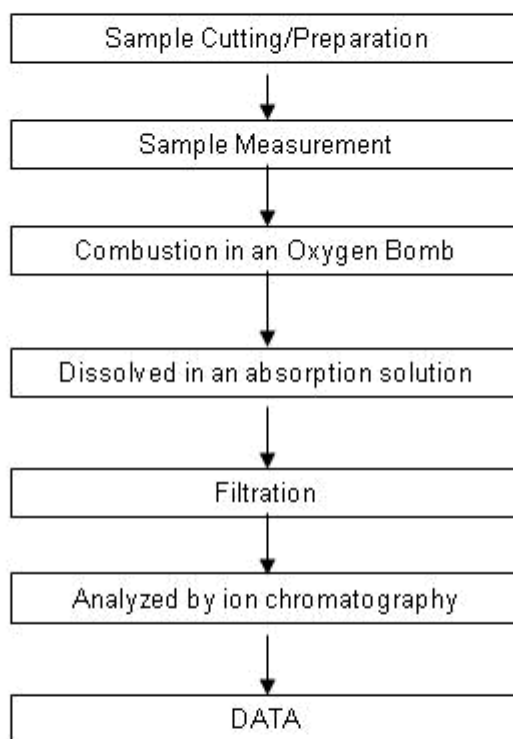 Sample Cutting/Preparation
Sample Measurement
Combustion in an Oxygen Bomb
Dissolved in an absorption solution
Filtration
Analyzed by ion chromatography
DATA